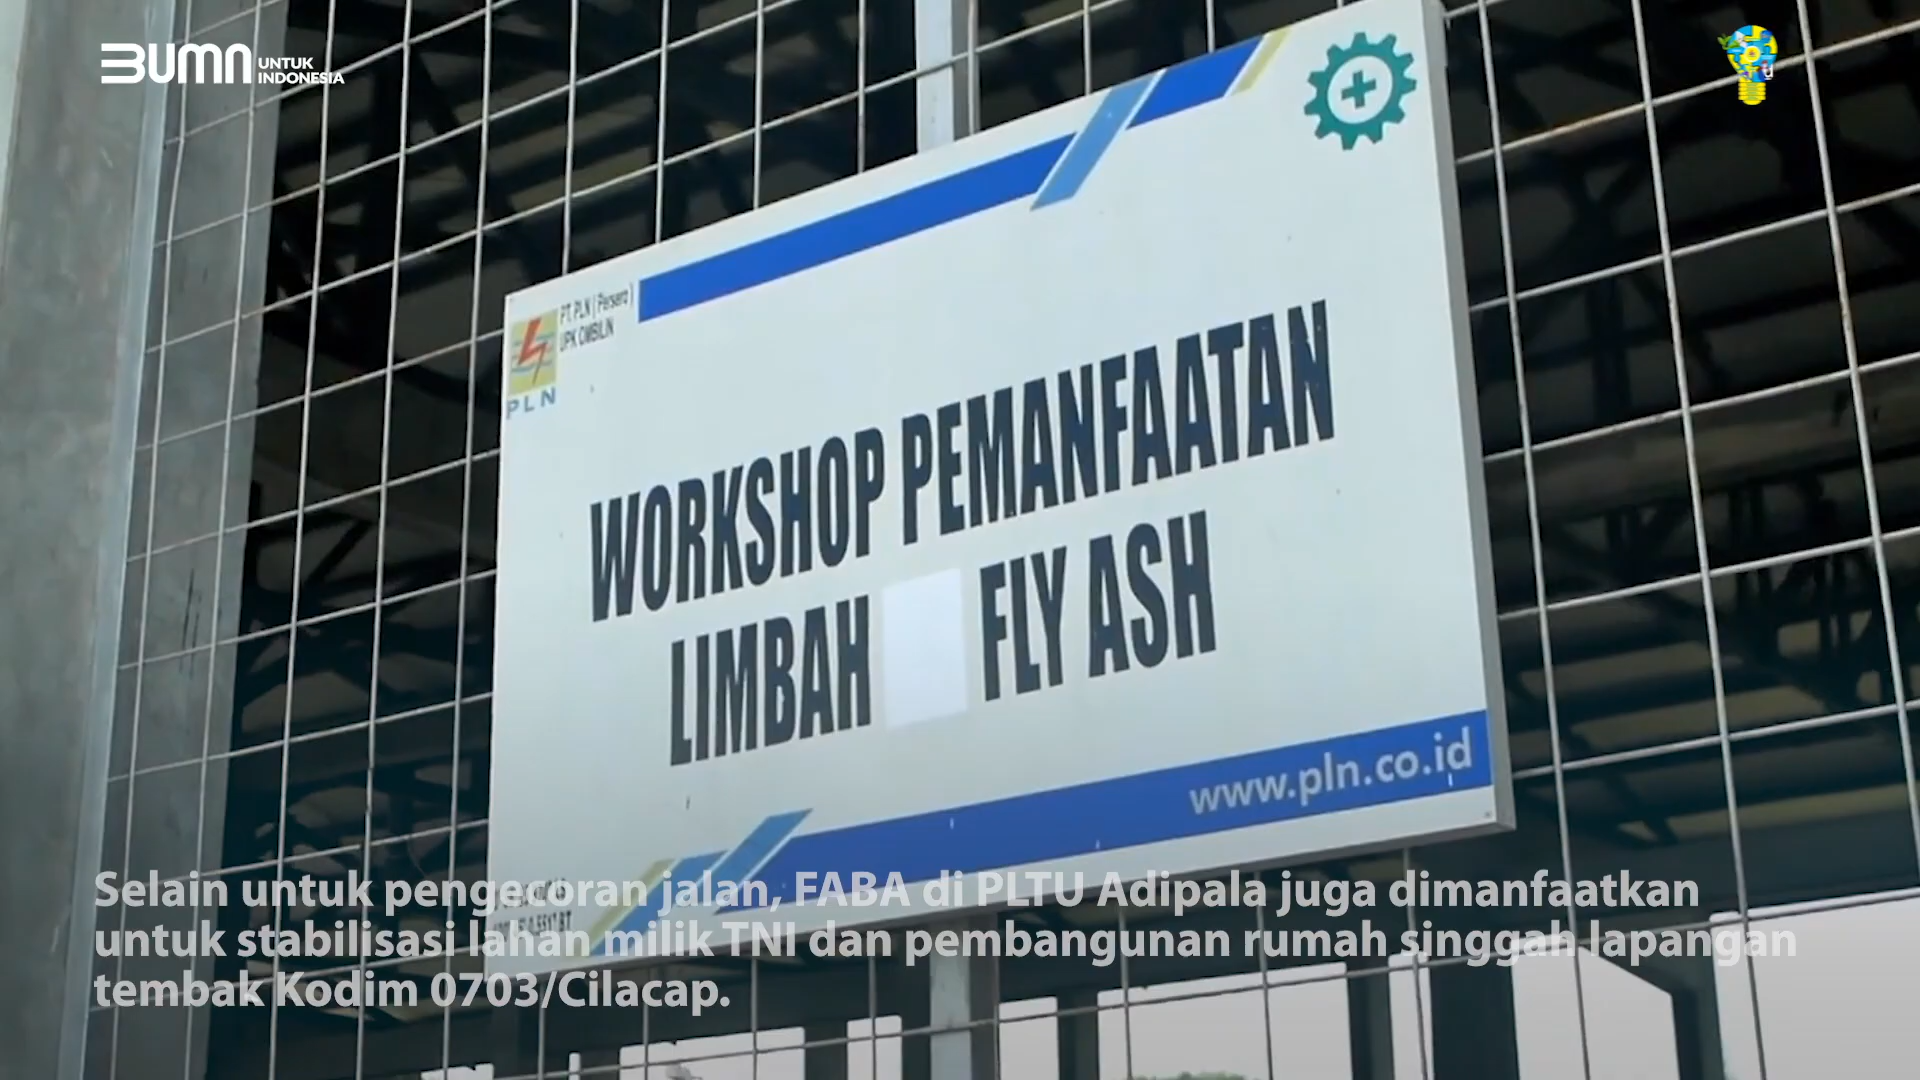 BUMN UNTUK
INDONESIA
PT. PLN ( Persero )
UPK OMBILIN
PLN
WORKSHOP PEMANFAATAN
LIMBAH FLY ASH
www.pln.co.id
Selain untuk pengecoran jalan, FABA di PLTU Adipala juga dimanfaatkan
untuk stabilisasi lahan milik TNI dan pembangunan rumah singgah lapangan
tembak Kodim 0703/Cilacap.